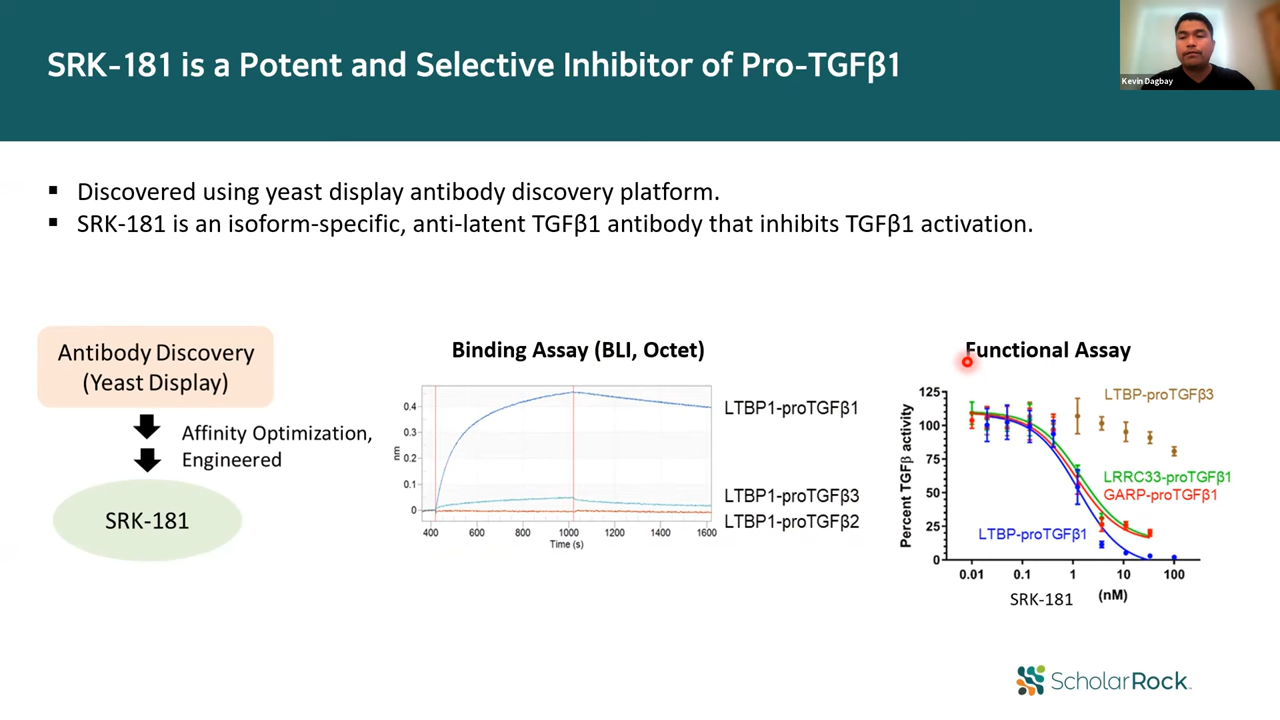 SRK-181 is a Potent and Selective Inhibitor of Pro-TGFβ1
Kevin Dagbay
▪ Discovered using yeast display antibody discovery platform.
▪ SRK-181 is an isoform-specific, anti-latent TGFβ1 antibody that inhibits TGFβ1 activation.
Antibody Discovery
(Yeast Display)
Affinity Optimization,
Engineered
SRK-181
Binding Assay (BLI, Octet)
nm
0.4
0.3
0.2
0.1
0
400 600 800 1000 1200 1400 1600
Time (s)
LTBP1-proTGFβ1
LTBP1-proTGFβ3
LTBP1-proTGFβ2
Functional Assay
Percent TGFβ activity
125
100
75
50
25
0
LTBP-proTGFβ3
LRRC33-proTGFβ1
GARP-proTGFβ1
LTBP-proTGFβ1
0.01 0.1 1 10 100
SRK-181 (nM)
ScholarRock